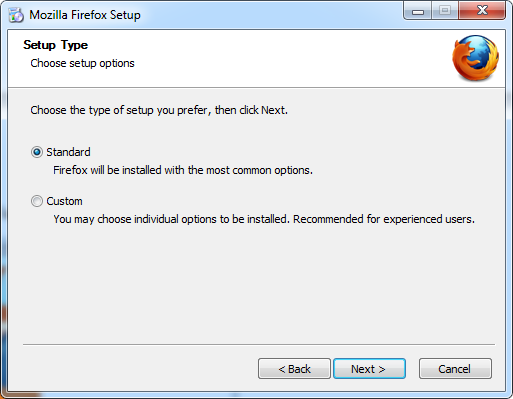 Mozilla Firefox Setup
Setup Type
Choose setup options
Choose the type of setup you prefer, then click Next.
Standard
Firefox will be installed with the most common options.
Custom
You may choose individual options to be installed. Recommended for experienced users.
< Back
Next >
Cancel